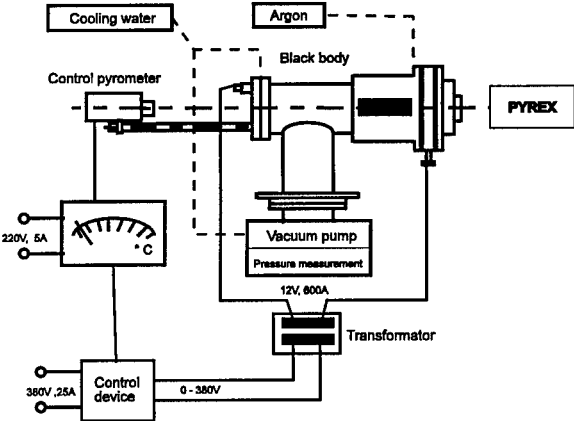 Cooling water
Argon
Black body
Control pyrometer
PYREX
220V, 5A
° C
Vacuum pump
Pressure measurement
12V, 600A
Transformator
380V ,25A
Control
device
0 - 380V